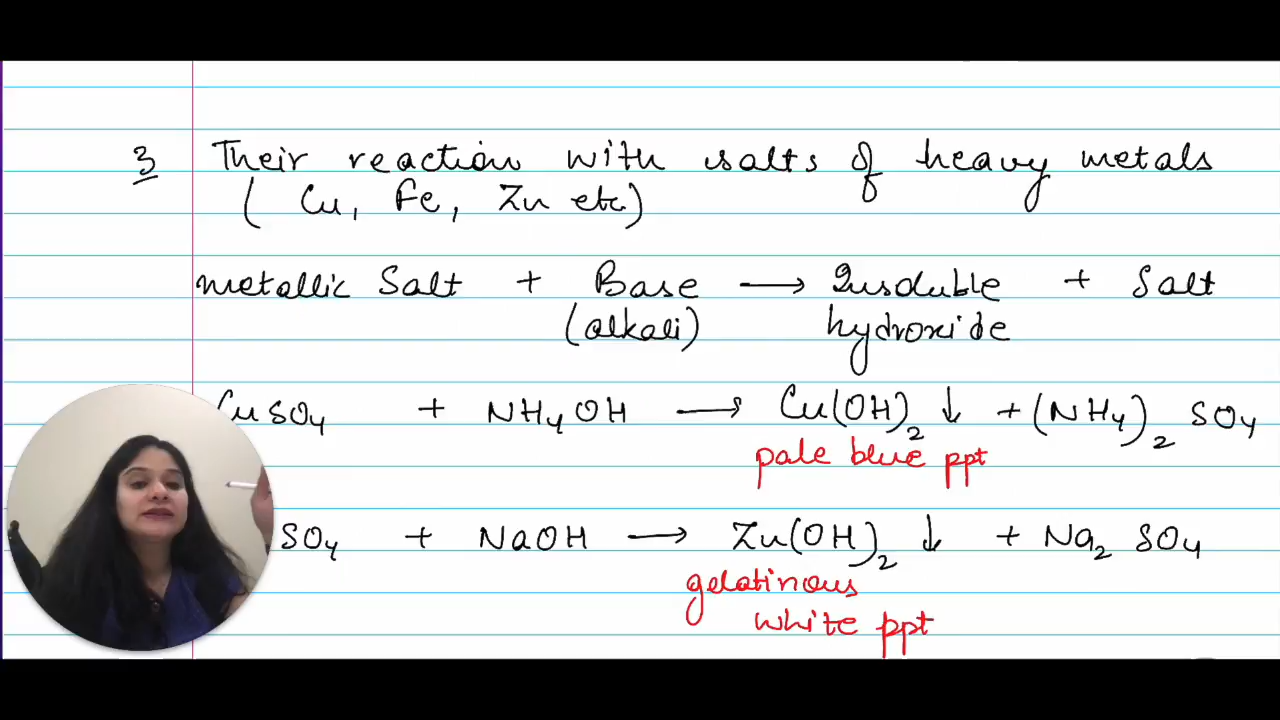 3 Their reaction with salts of heavy metals
( Cu, Fe, Zn etc)
metallic Salt + Base → Insoluble + Salt
(alkali) hydroxide
CuSO4 + NH4OH → Cu(OH)2 ↓ + (NH4)2 SO4
pale blue ppt
SO4 + NaOH → Zn(OH)2 ↓ + Na2 SO4
gelatinous
white ppt